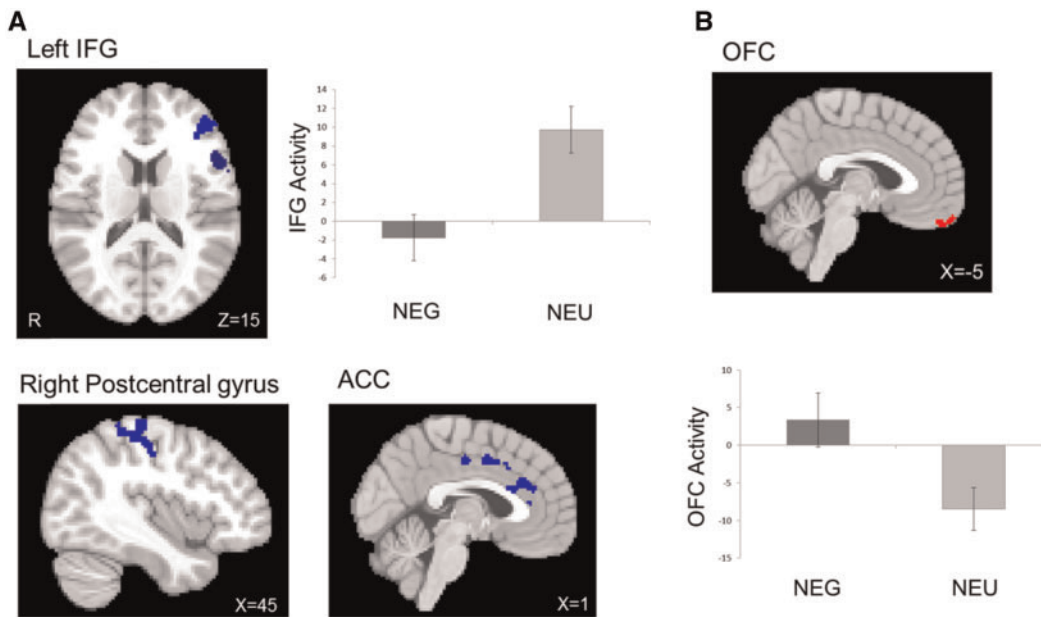 A
Left IFG
R
Z=15
IFG Activity
14
12
10
8
6
4
2
0
-2
-4
-6
NEG
NEU
Right Postcentral gyrus
X=45
ACC
X=1
B
OFC
X=-5
OFC Activity
10
5
0
-5
-10
-15
NEG
NEU